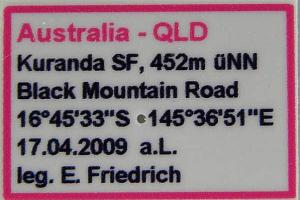 Australia - QLD
Kuranda SF, 452m üNN
Black Mountain Road
16°45'33"S 145°36'51"E
17.04.2009 a.L.
leg. E. Friedrich